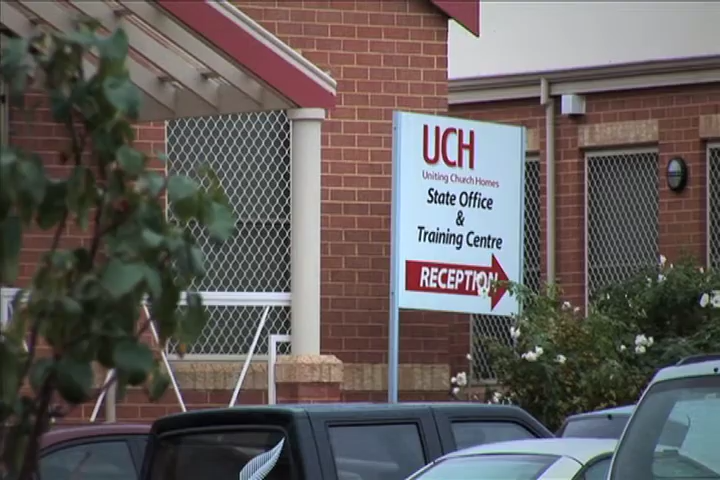 UCH
Uniting Church Homes
State Office
&
Training Centre
RECEPTION